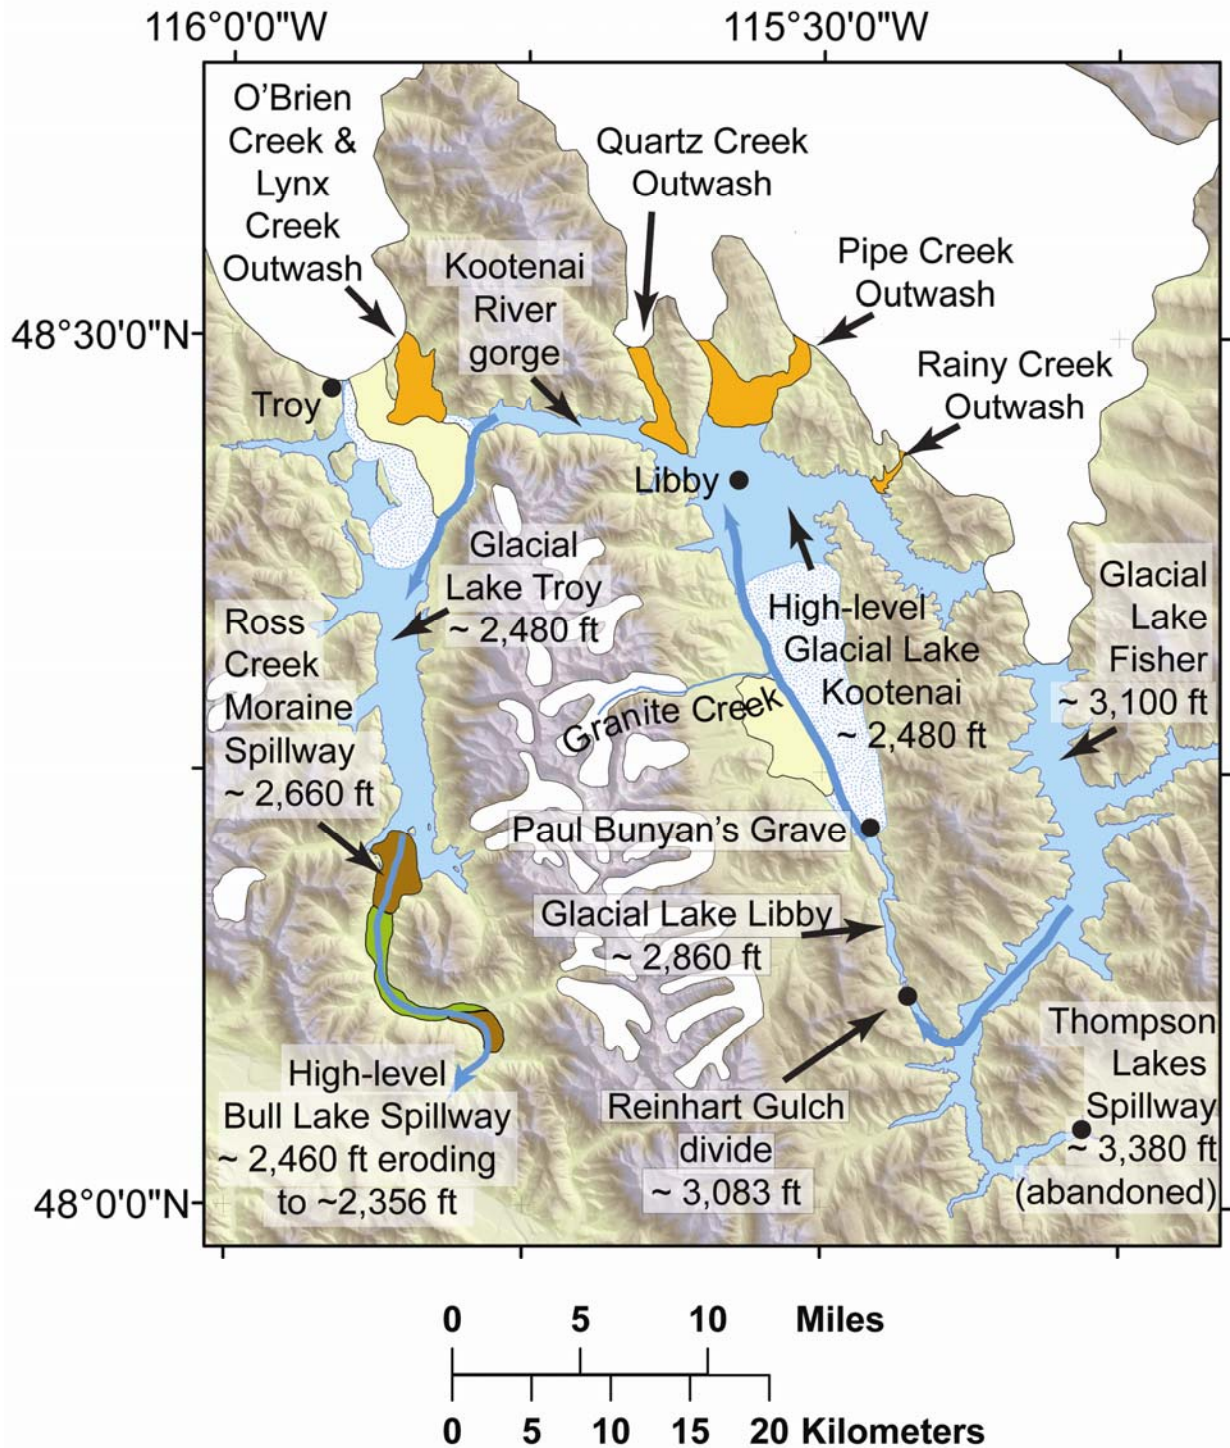 116°0'0"W
115°30'0"W
O'Brien
Creek &
Lynx
Creek
Outwash
Quartz Creek
Outwash
Kootenai
River
gorge
Pipe Creek
Outwash
48°30'0"N
Rainy Creek
Outwash
Troy
Libby
Glacial
Lake Troy
~ 2,480 ft
Glacial
Lake
Fisher
~ 3,100 ft
High-level
Glacial Lake
Kootenai
~ 2,480 ft
Ross
Creek
Moraine
Spillway
~ 2,660 ft
Granite Creek
Paul Bunyan's Grave
Glacial Lake Libby
~ 2,860 ft
Thompson
Lakes
Spillway
~ 3,380 ft
(abandoned)
High-level
Bull Lake Spillway
~ 2,460 ft eroding
to ~2,356 ft
Reinhart Gulch
divide
~ 3,083 ft
48°0'0"N
0 5 10 Miles
0 5 10 15 20 Kilometers